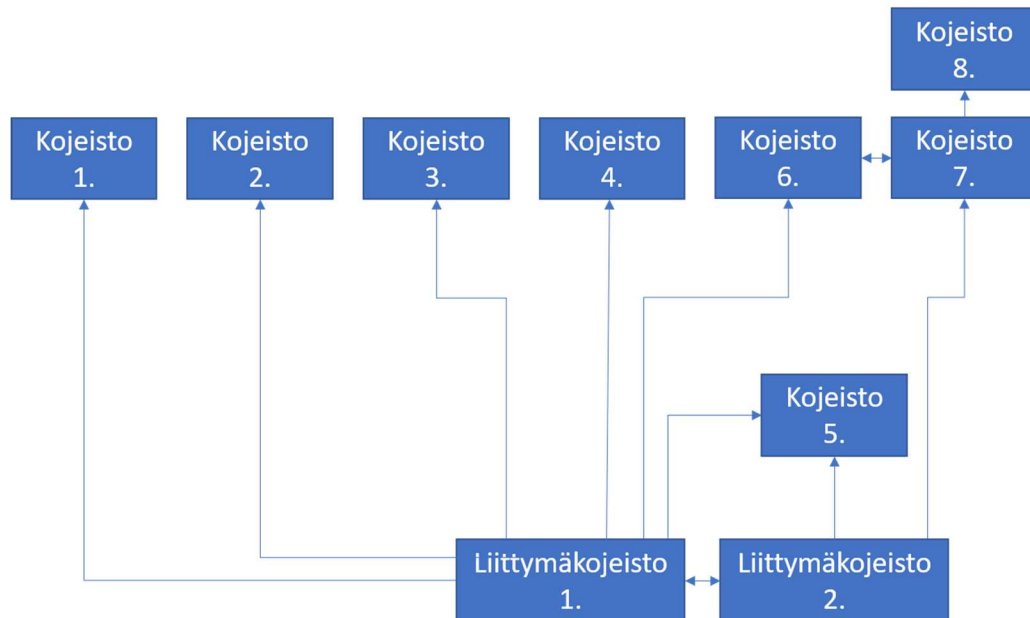 Kojeisto
8.
Kojeisto
1.
Kojeisto
2.
Kojeisto
3.
Kojeisto
4.
Kojeisto
6.
Kojeisto
7.
Kojeisto
5.
Liittymäkojeisto
1.
Liittymäkojeisto
2.